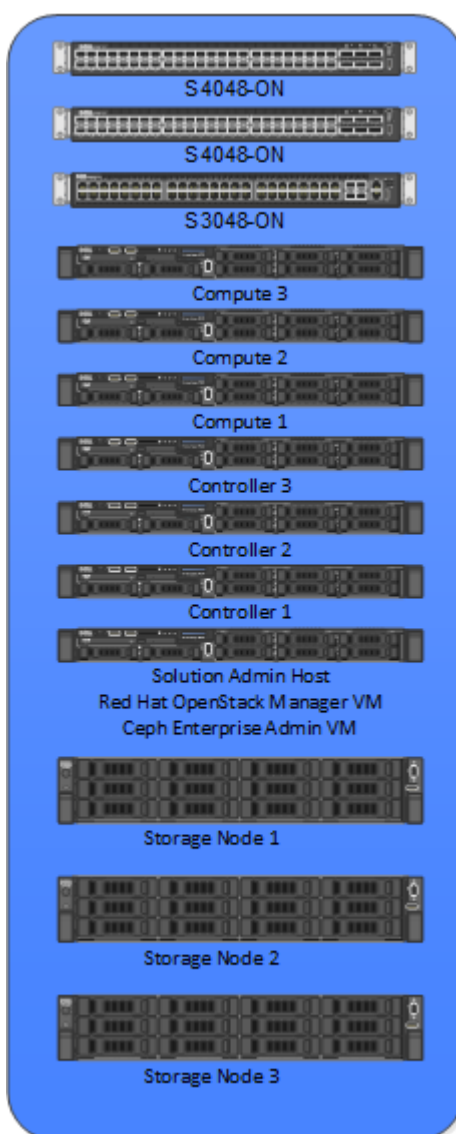 S4048-ON
S4048-ON
S3048-ON
Compute 3
Compute 2
Compute 1
Controller 3
Controller 2
Controller 1
Solution Admin Host
Red Hat OpenStack Manager VM
Ceph Enterprise Admin VM
Storage Node 1
Storage Node 2
Storage Node 3